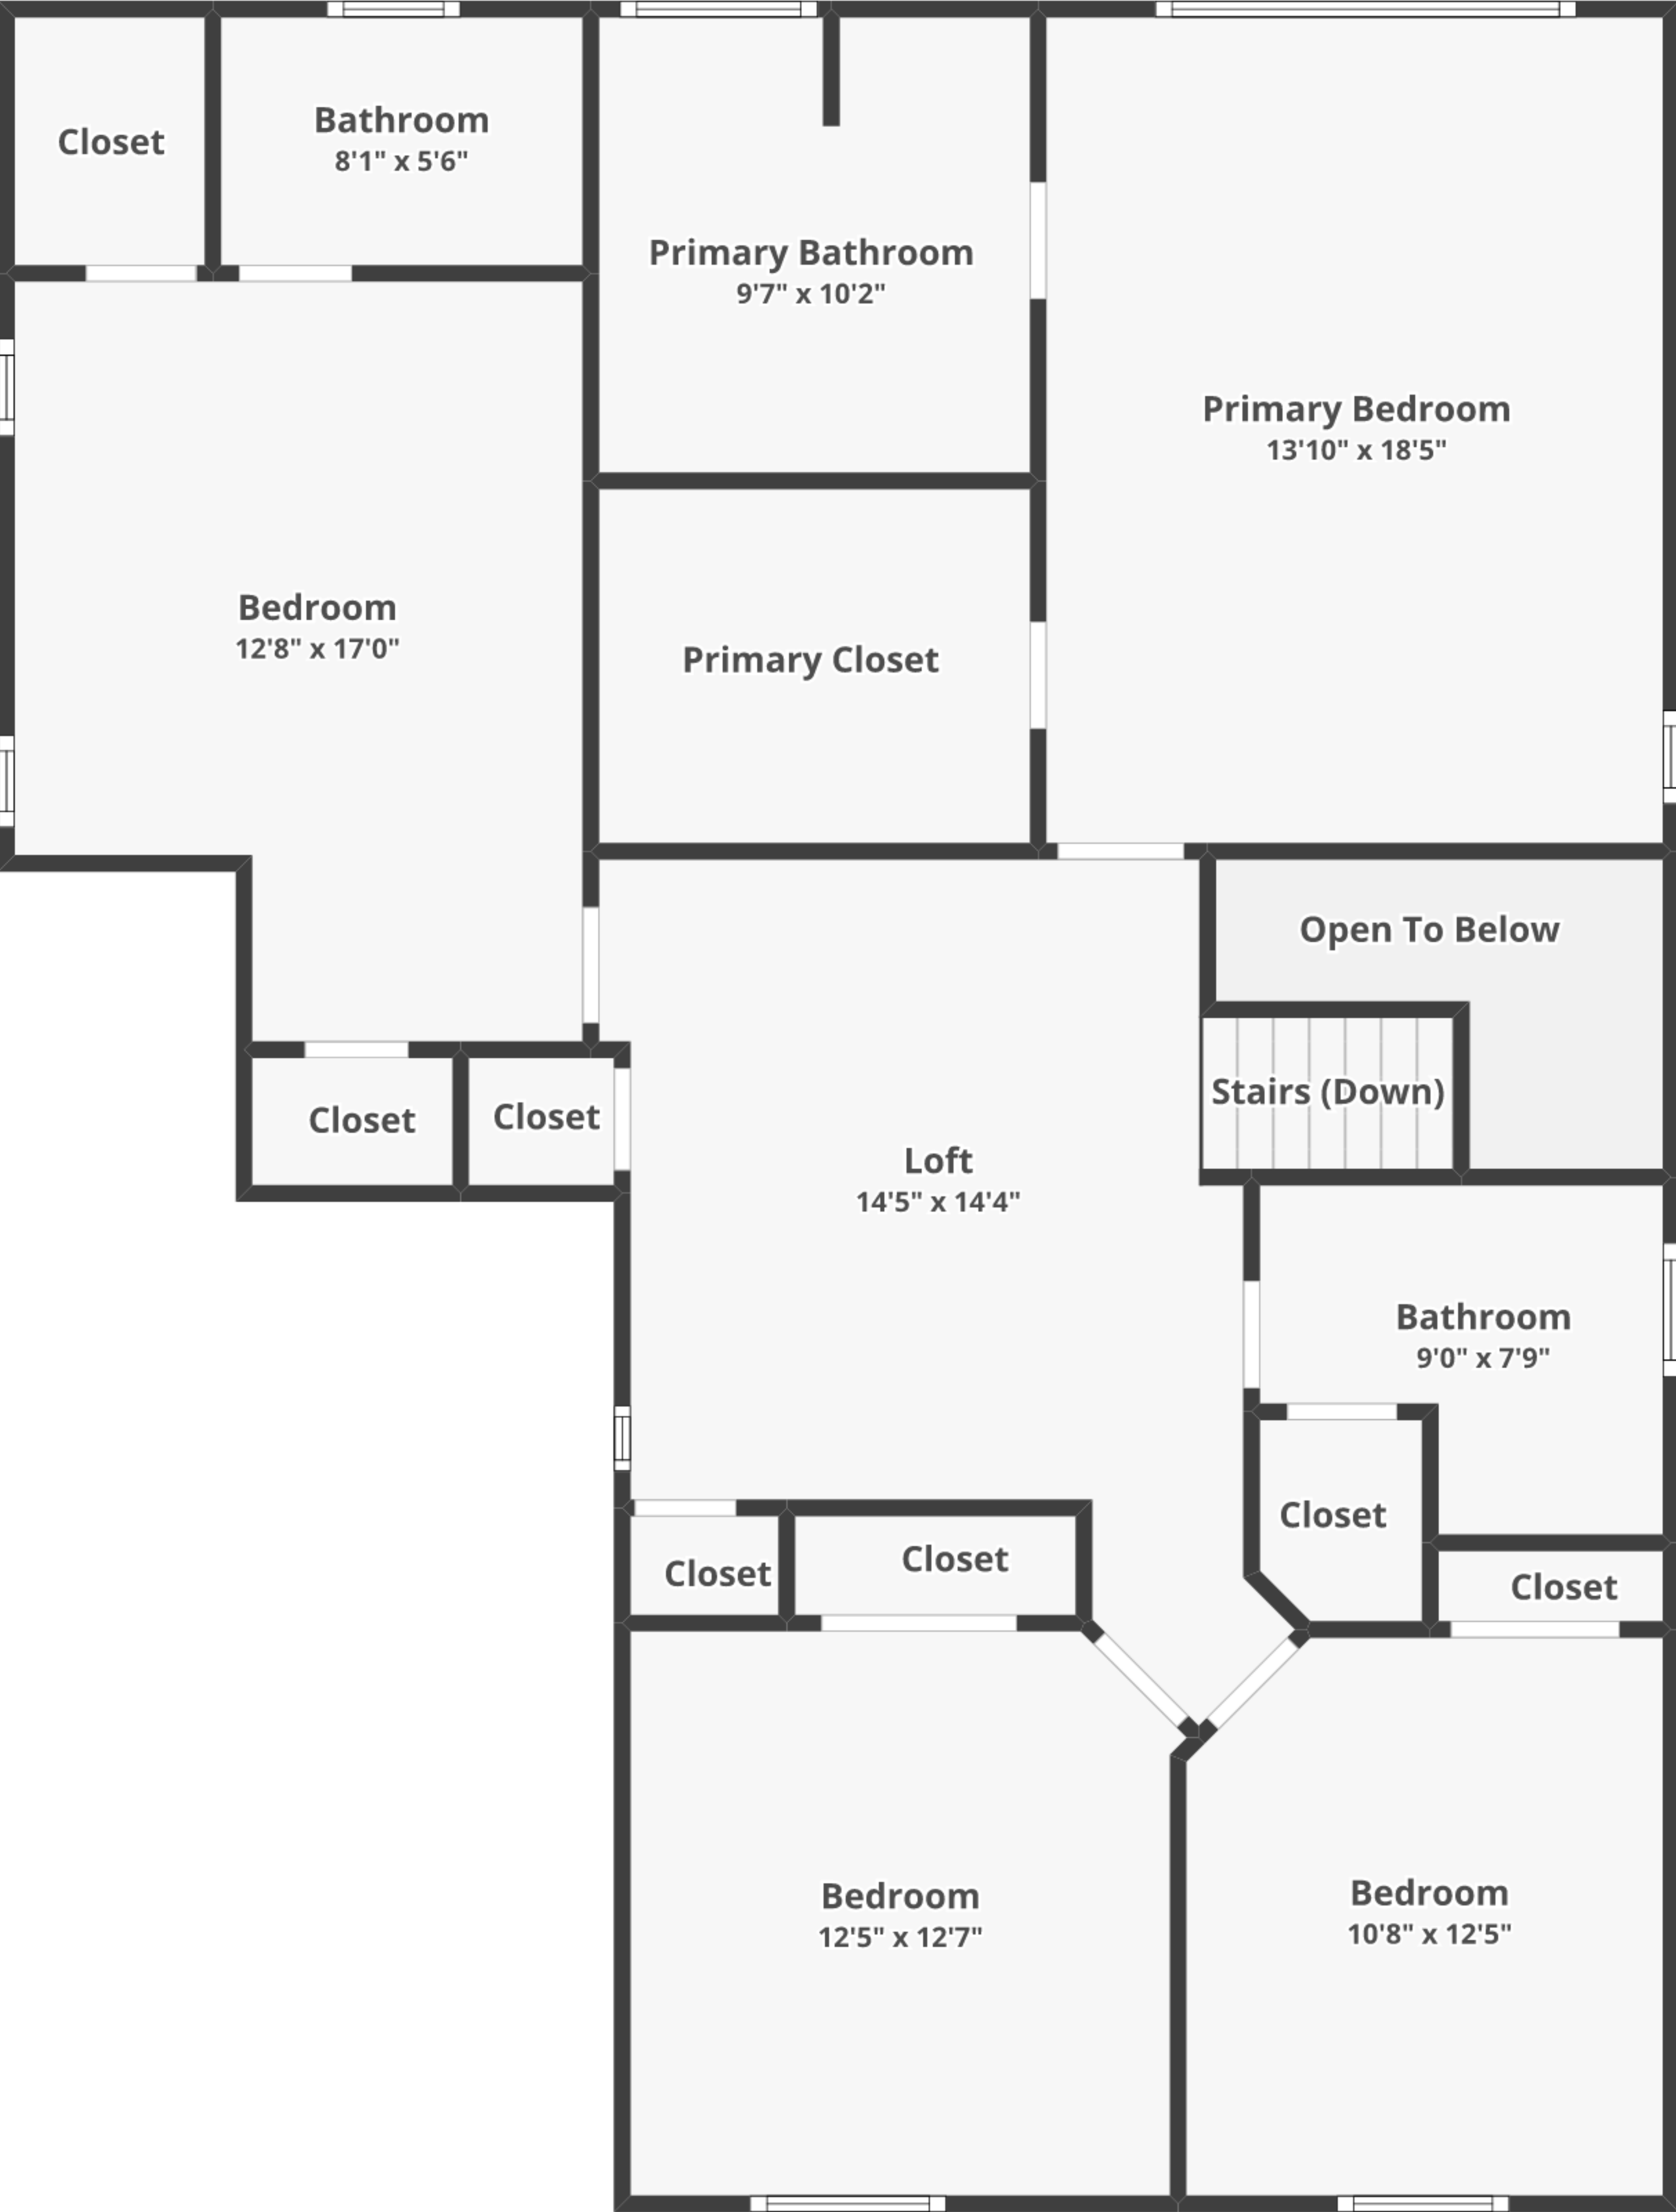 Closet
Bathroom
8'1" x 5'6"
Primary Bathroom
9'7" x 10'2"
Primary Bedroom
13'10" x 18'5"
Bedroom
12'8" x 17'0"
Primary Closet
Open To Below
Stairs (Down)
Closet
Closet
Loft
14'5" x 14'4"
Bathroom
9'0" x 7'9"
Closet
Closet
Closet
Closet
Bedroom
12'5" x 12'7"
Bedroom
10'8" x 12'5"